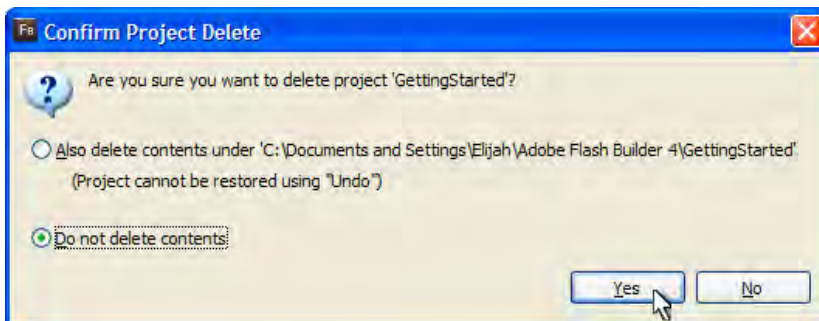 FB Confirm Project Delete
Are you sure you want to delete project 'GettingStarted'?
Also delete contents under 'C:\Documents and Settings\Elijah\Adobe Flash Builder 4\GettingStarted'
(Project cannot be restored using "Undo")
Do not delete contents
Yes No